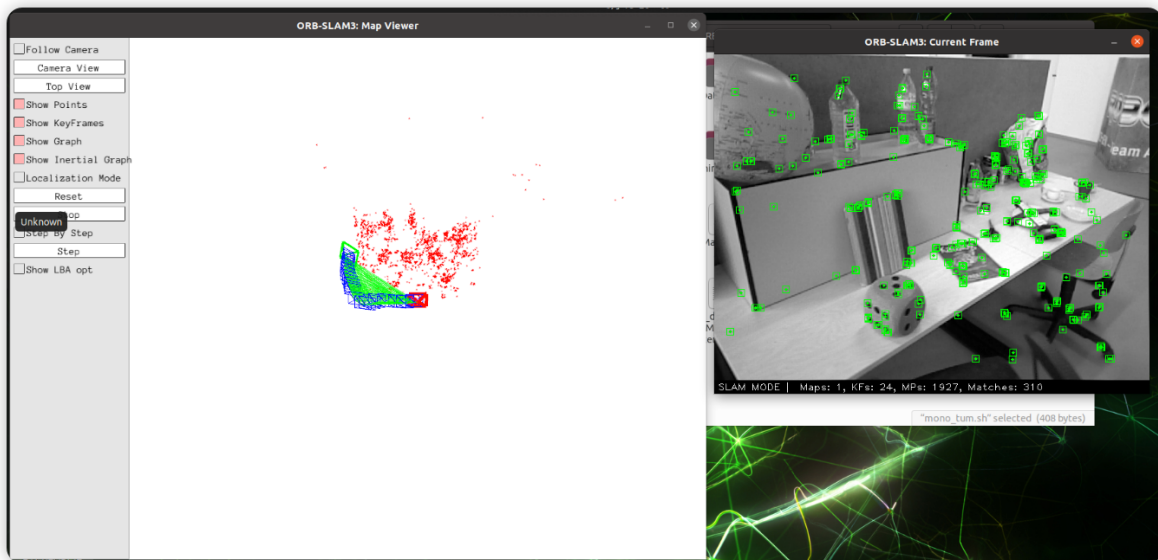 ORB-SLAM3: Map Viewer
Follow Camera
Camera View
Top View
Show Points
Show KeyFrames
Show Graph
Show Inertial Graph
Localization Mode
Reset
Unknown
Step By Step
Step
Show LBA opt
ORB-SLAM3: Current Frame
eam A
SLAM MODE | Maps: 1, KFs: 24, MPs: 1927, Matches: 310
"mono_tum.sh" selected (408 bytes)